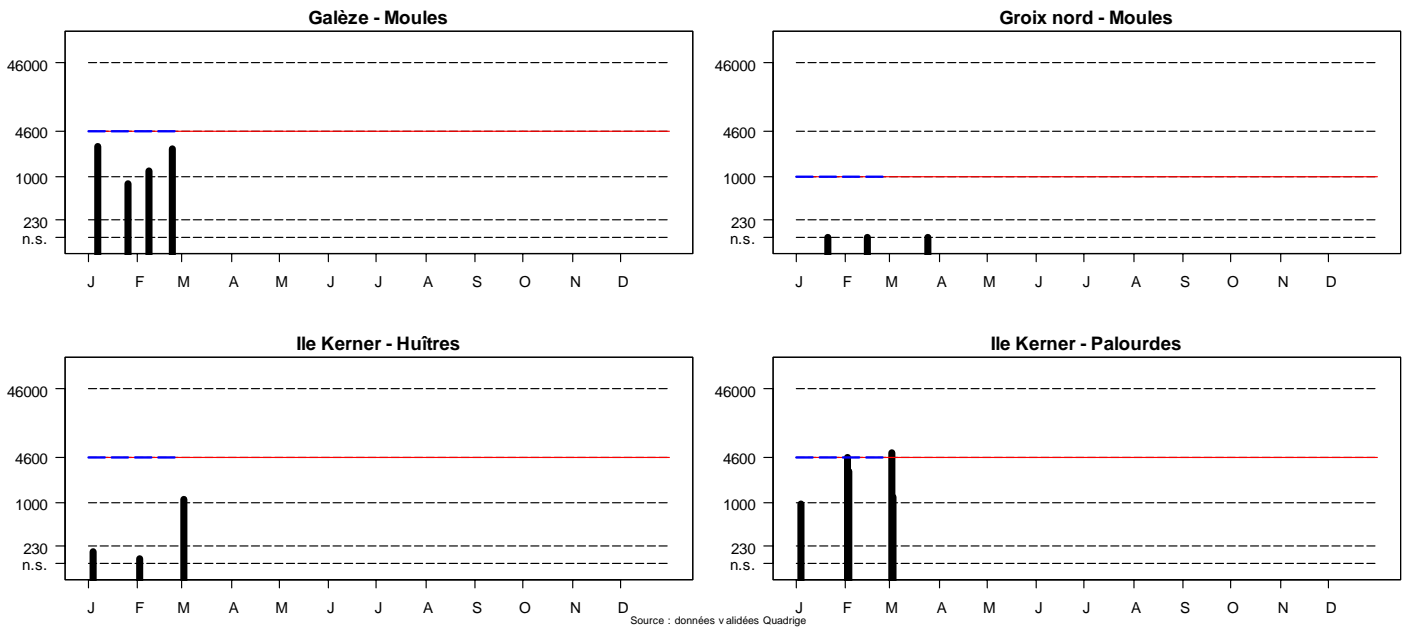 Galèze - Moules
46000
4600
1000
230
n.s.
J F M A M J J A S O N D
Groix nord - Moules
46000
4600
1000
230
n.s.
J F M A M J J A S O N D
Ile Kerner - Huîtres
46000
4600
1000
230
n.s.
J F M A M J J A S O N D
Ile Kerner - Palourdes
46000
4600
1000
230
n.s.
J F M A M J J A S O N D
Source : données validées Quadrige